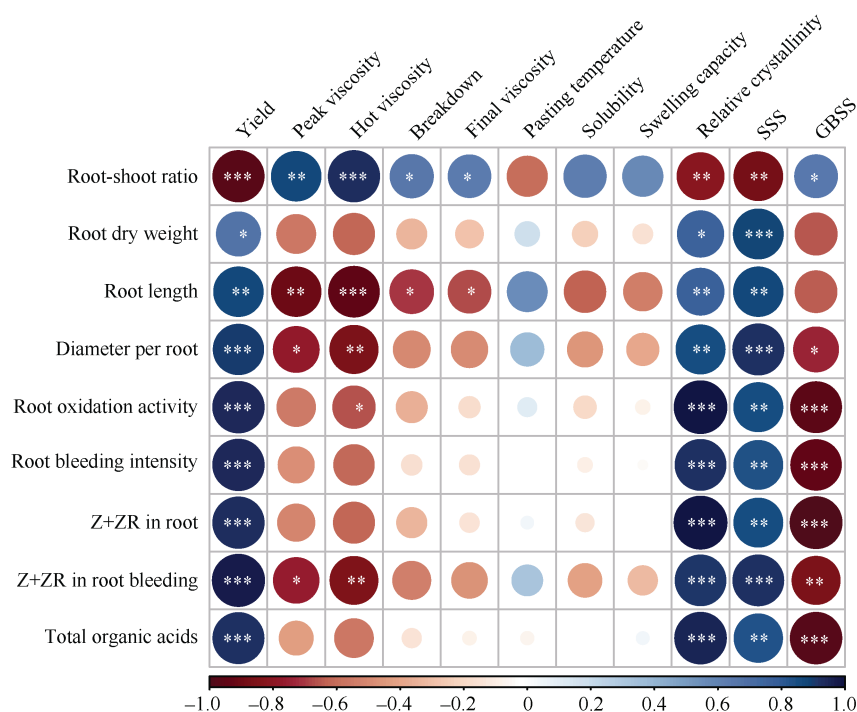 Yield Peak viscosity Hot viscosity Breakdown Final viscosity Pasting temperature Solubility Swelling capacity Relative crystallinity SSS GBSS
Root-shoot ratio *** ** *** * * ** ** *
Root dry weight * * ***
Root length ** ** *** * * ** **
Diameter per root *** * ** ** *** *
Root oxidation activity *** * *** ** ***
Root bleeding intensity *** *** ** ***
Z+ZR in root *** *** ** ***
Z+ZR in root bleeding *** * ** *** *** **
Total organic acids *** *** ** ***
–1.0 –0.8 –0.6 –0.4 –0.2 0 0.2 0.4 0.6 0.8 1.0